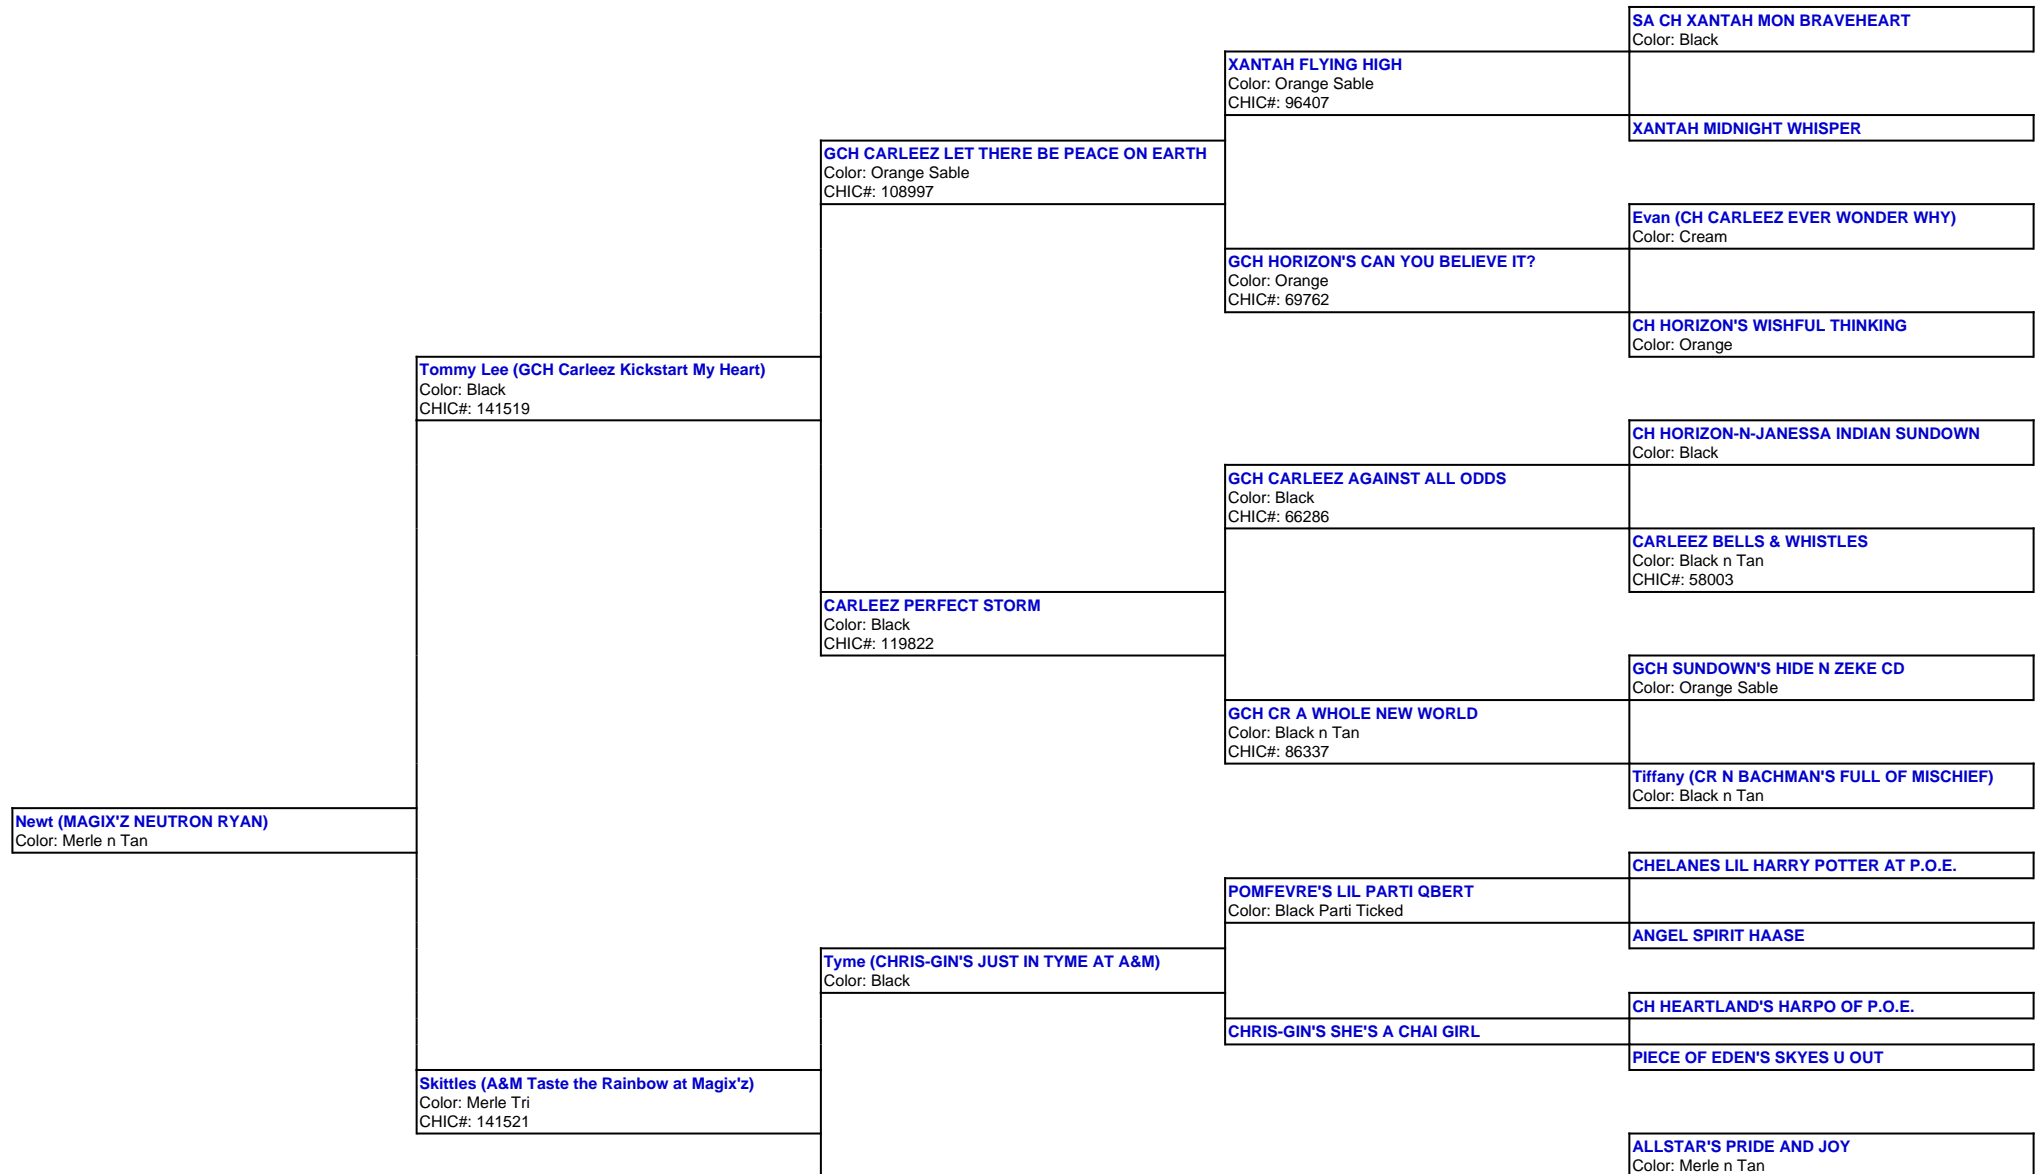 SA CH XANTAH MON BRAVEHEART
Color: Black
XANTAH FLYING HIGH
Color: Orange Sable
CHIC#: 96407
XANTAH MIDNIGHT WHISPER
GCH CARLEEZ LET THERE BE PEACE ON EARTH
Color: Orange Sable
CHIC#: 108997
Evan (CH CARLEEZ EVER WONDER WHY)
Color: Cream
GCH HORIZON'S CAN YOU BELIEVE IT?
Color: Orange
CHIC#: 69762
CH HORIZON'S WISHFUL THINKING
Color: Orange
Tommy Lee (GCH Carleez Kickstart My Heart)
Color: Black
CHIC#: 141519
CH HORIZON-N-JANESSA INDIAN SUNDOWN
Color: Black
GCH CARLEEZ AGAINST ALL ODDS
Color: Black
CHIC#: 66286
CARLEEZ BELLS & WHISTLES
Color: Black n Tan
CHIC#: 58003
CARLEEZ PERFECT STORM
Color: Black
CHIC#: 119822
GCH SUNDOWN'S HIDE N ZEKE CD
Color: Orange Sable
GCH CR A WHOLE NEW WORLD
Color: Black n Tan
CHIC#: 86337
Tiffany (CR N BACHMAN'S FULL OF MISCHIEF)
Color: Black n Tan
Newt (MAGIX'Z NEUTRON RYAN)
Color: Merle n Tan
CHELANES LIL HARRY POTTER AT P.O.E.
POMFEVRE'S LIL PARTI QBERT
Color: Black Parti Ticked
ANGEL SPIRIT HAASE
Tyme (CHRIS-GIN'S JUST IN TYME AT A&M)
Color: Black
CH HEARTLAND'S HARPO OF P.O.E.
CHRIS-GIN'S SHE'S A CHAI GIRL
PIECE OF EDEN'S SKYES U OUT
Skittles (A&M Taste the Rainbow at Magix'z)
Color: Merle Tri
CHIC#: 141521
ALLSTAR'S PRIDE AND JOY
Color: Merle n Tan